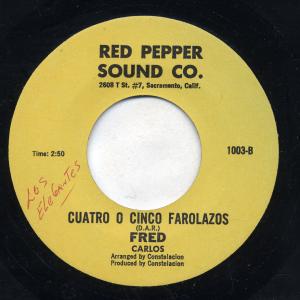 RED PEPPER
SOUND CO.
2608 T St. #7, Sacramento, Calif.
Time: 2:50
1003-B
LOS
ELEGANTES
CUATRO O CINCO FAROLAZOS
(D.A.R.)
FRED
CARLOS
Arranged by Constelacion
Produced by Constelacion